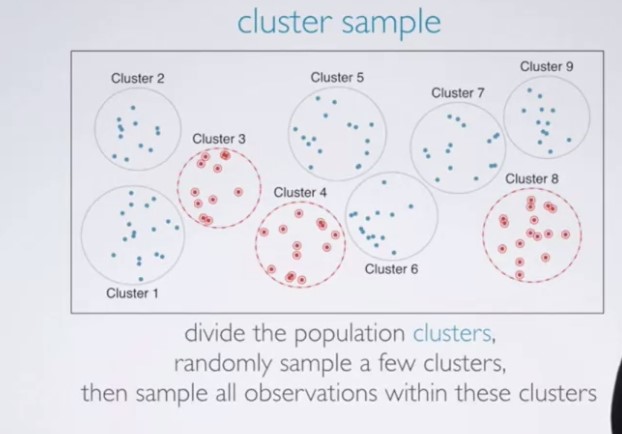 cluster sample
Cluster 9
Cluster 2
Cluster 5
Cluster 7
Cluster 3
Cluster 8
Cluster 4
Cluster 6
Cluster 1
divide the population clusters,
randomly sample a few clusters,
then sample all observations within these clusters